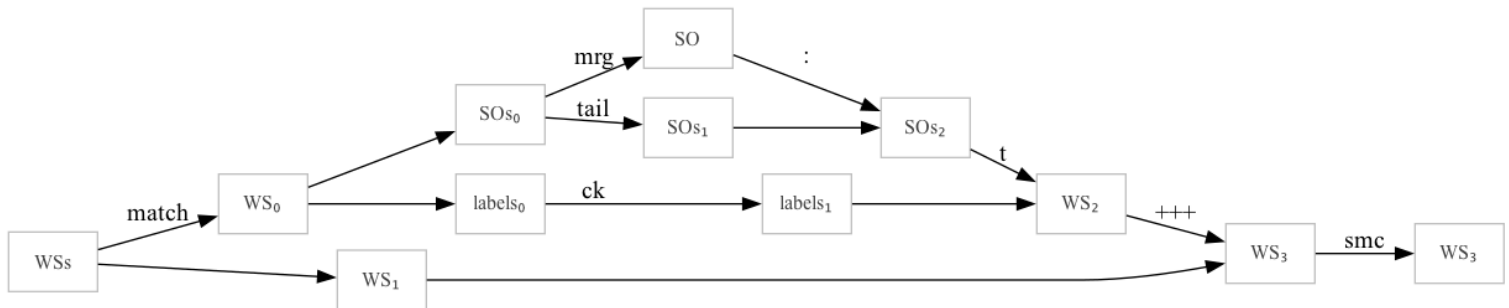 SO
mrg
:
SOs₀
tail
SOs₁
SOs₂
t
WS₀
labels₀
ck
labels₁
WS₂
match
+++
WSs
WS₁
WS₃
smc
WS₃